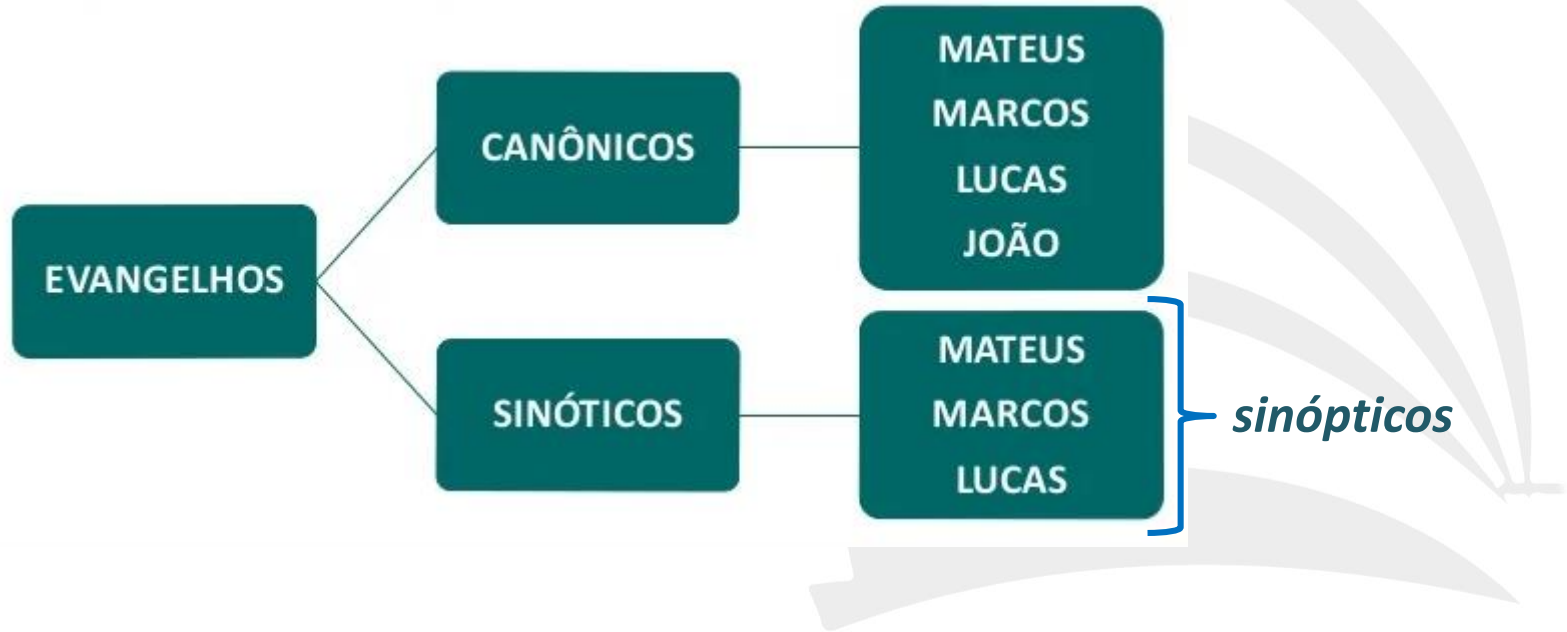 EVANGELHOS
CANÔNICOS
MATEUS
MARCOS
LUCAS
JOÃO
SINÓTICOS
MATEUS
MARCOS
LUCAS
sinópticos